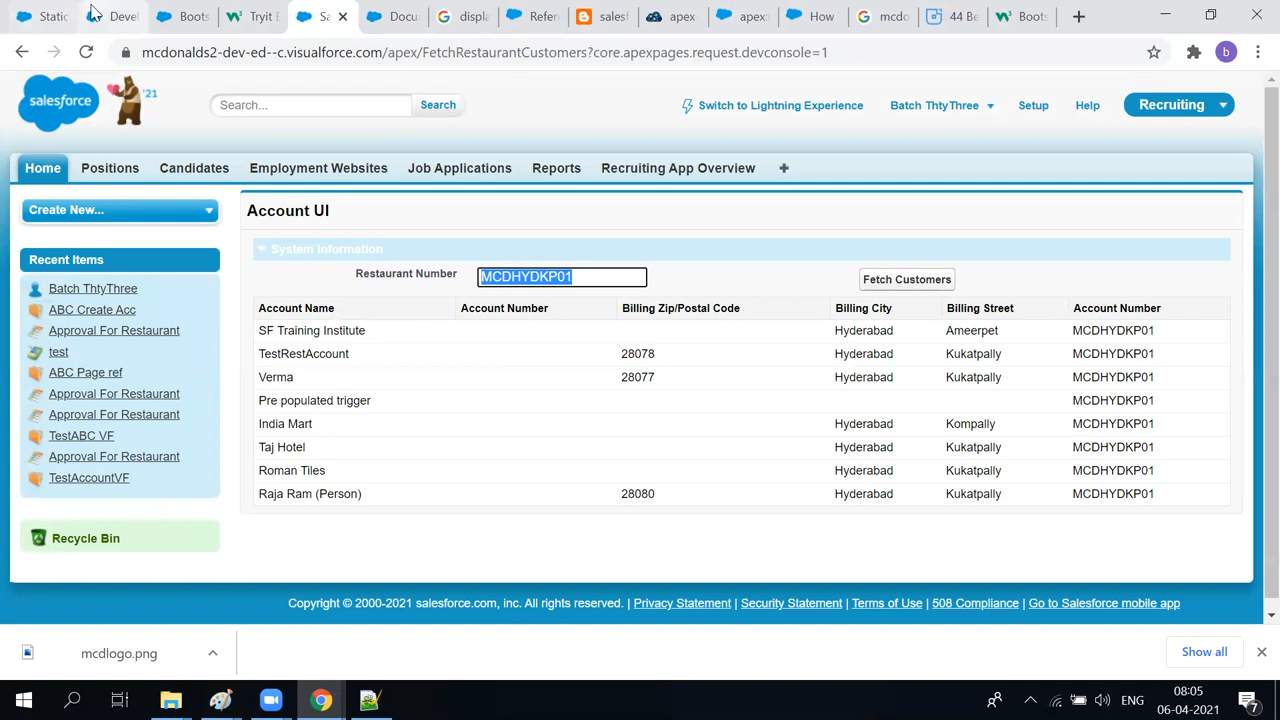 Static
Devel
Boots
Tryit E
Sa
Docu
displ
Refer
salesf
apex
apex
How
mcdo
44 Be
Boots
mcdonalds2-dev-ed--c.visualforce.com/apex/FetchRestaurantCustomers?core.apexpages.request.devconsole=1
b
salesforce
'21
Search...
Search
Switch to Lightning Experience
Batch ThtyThree
Setup
Help
Recruiting
Home
Positions
Candidates
Employment Websites
Job Applications
Reports
Recruiting App Overview
Create New...
Recent Items
Batch ThtyThree
ABC Create Acc
Approval For Restaurant
test
ABC Page ref
Approval For Restaurant
Approval For Restaurant
TestABC VF
Approval For Restaurant
TestAccountVF
Recycle Bin
Account UI
System Information
Restaurant Number MCDHYDKP01 Fetch Customers
Account Name Account Number Billing Zip/Postal Code Billing City Billing Street Account Number
SF Training Institute Hyderabad Ameerpet MCDHYDKP01
TestRestAccount 28078 Hyderabad Kukatpally MCDHYDKP01
Verma 28077 Hyderabad Kukatpally MCDHYDKP01
Pre populated trigger MCDHYDKP01
India Mart Hyderabad Kompally MCDHYDKP01
Taj Hotel Hyderabad Kukatpally MCDHYDKP01
Roman Tiles Hyderabad Kukatpally MCDHYDKP01
Raja Ram (Person) 28080 Hyderabad Kukatpally MCDHYDKP01
Copyright © 2000-2021 salesforce.com, inc. All rights reserved. | Privacy Statement | Security Statement | Terms of Use | 508 Compliance | Go to Salesforce mobile app
mcdlogo.png
Show all
ENG
08:05
06-04-2021
7